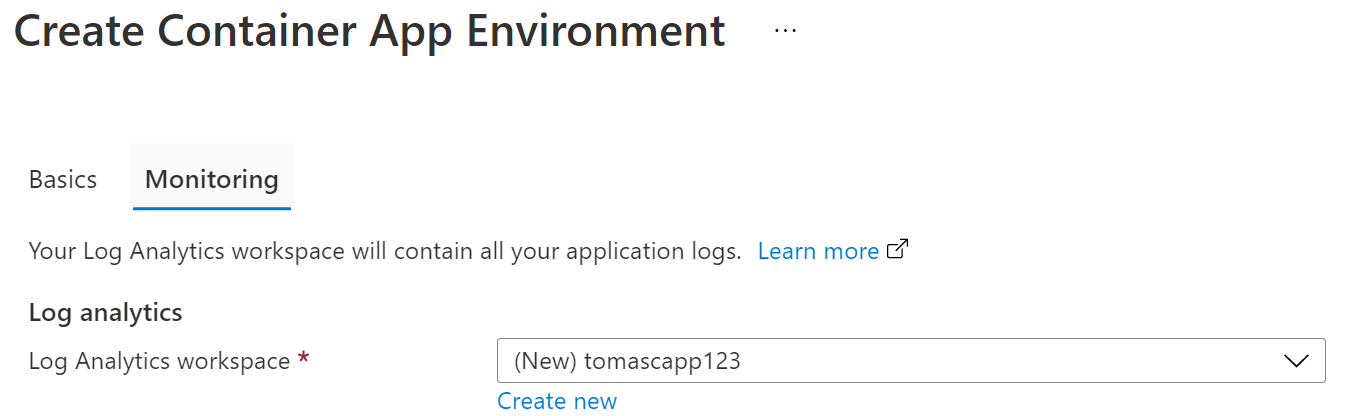 Create Container App Environment ...
Basics Monitoring
Your Log Analytics workspace will contain all your application logs. Learn more
Log analytics
Log Analytics workspace * (New) tomascapp123
Create new